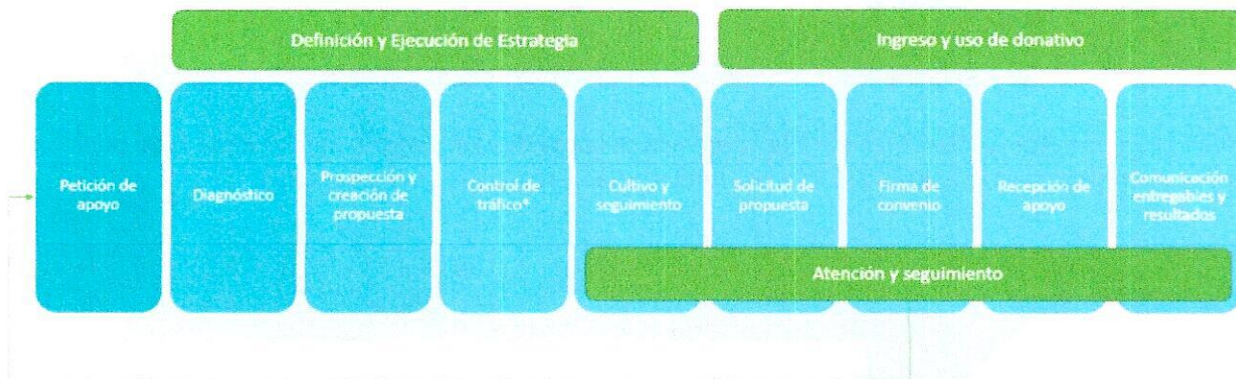 Definición y Ejecución de Estrategia
Ingreso y uso de donativo
Petición de
apoyo
Diagnóstico
Prospección y
creación de
propuesta
Control de
tráfico*
Cultivo y
seguimiento
Solicitud de
propuesta
Firma de
convenio
Recepción de
apoyo
Comunicación
entregables y
resultados
Atención y seguimiento